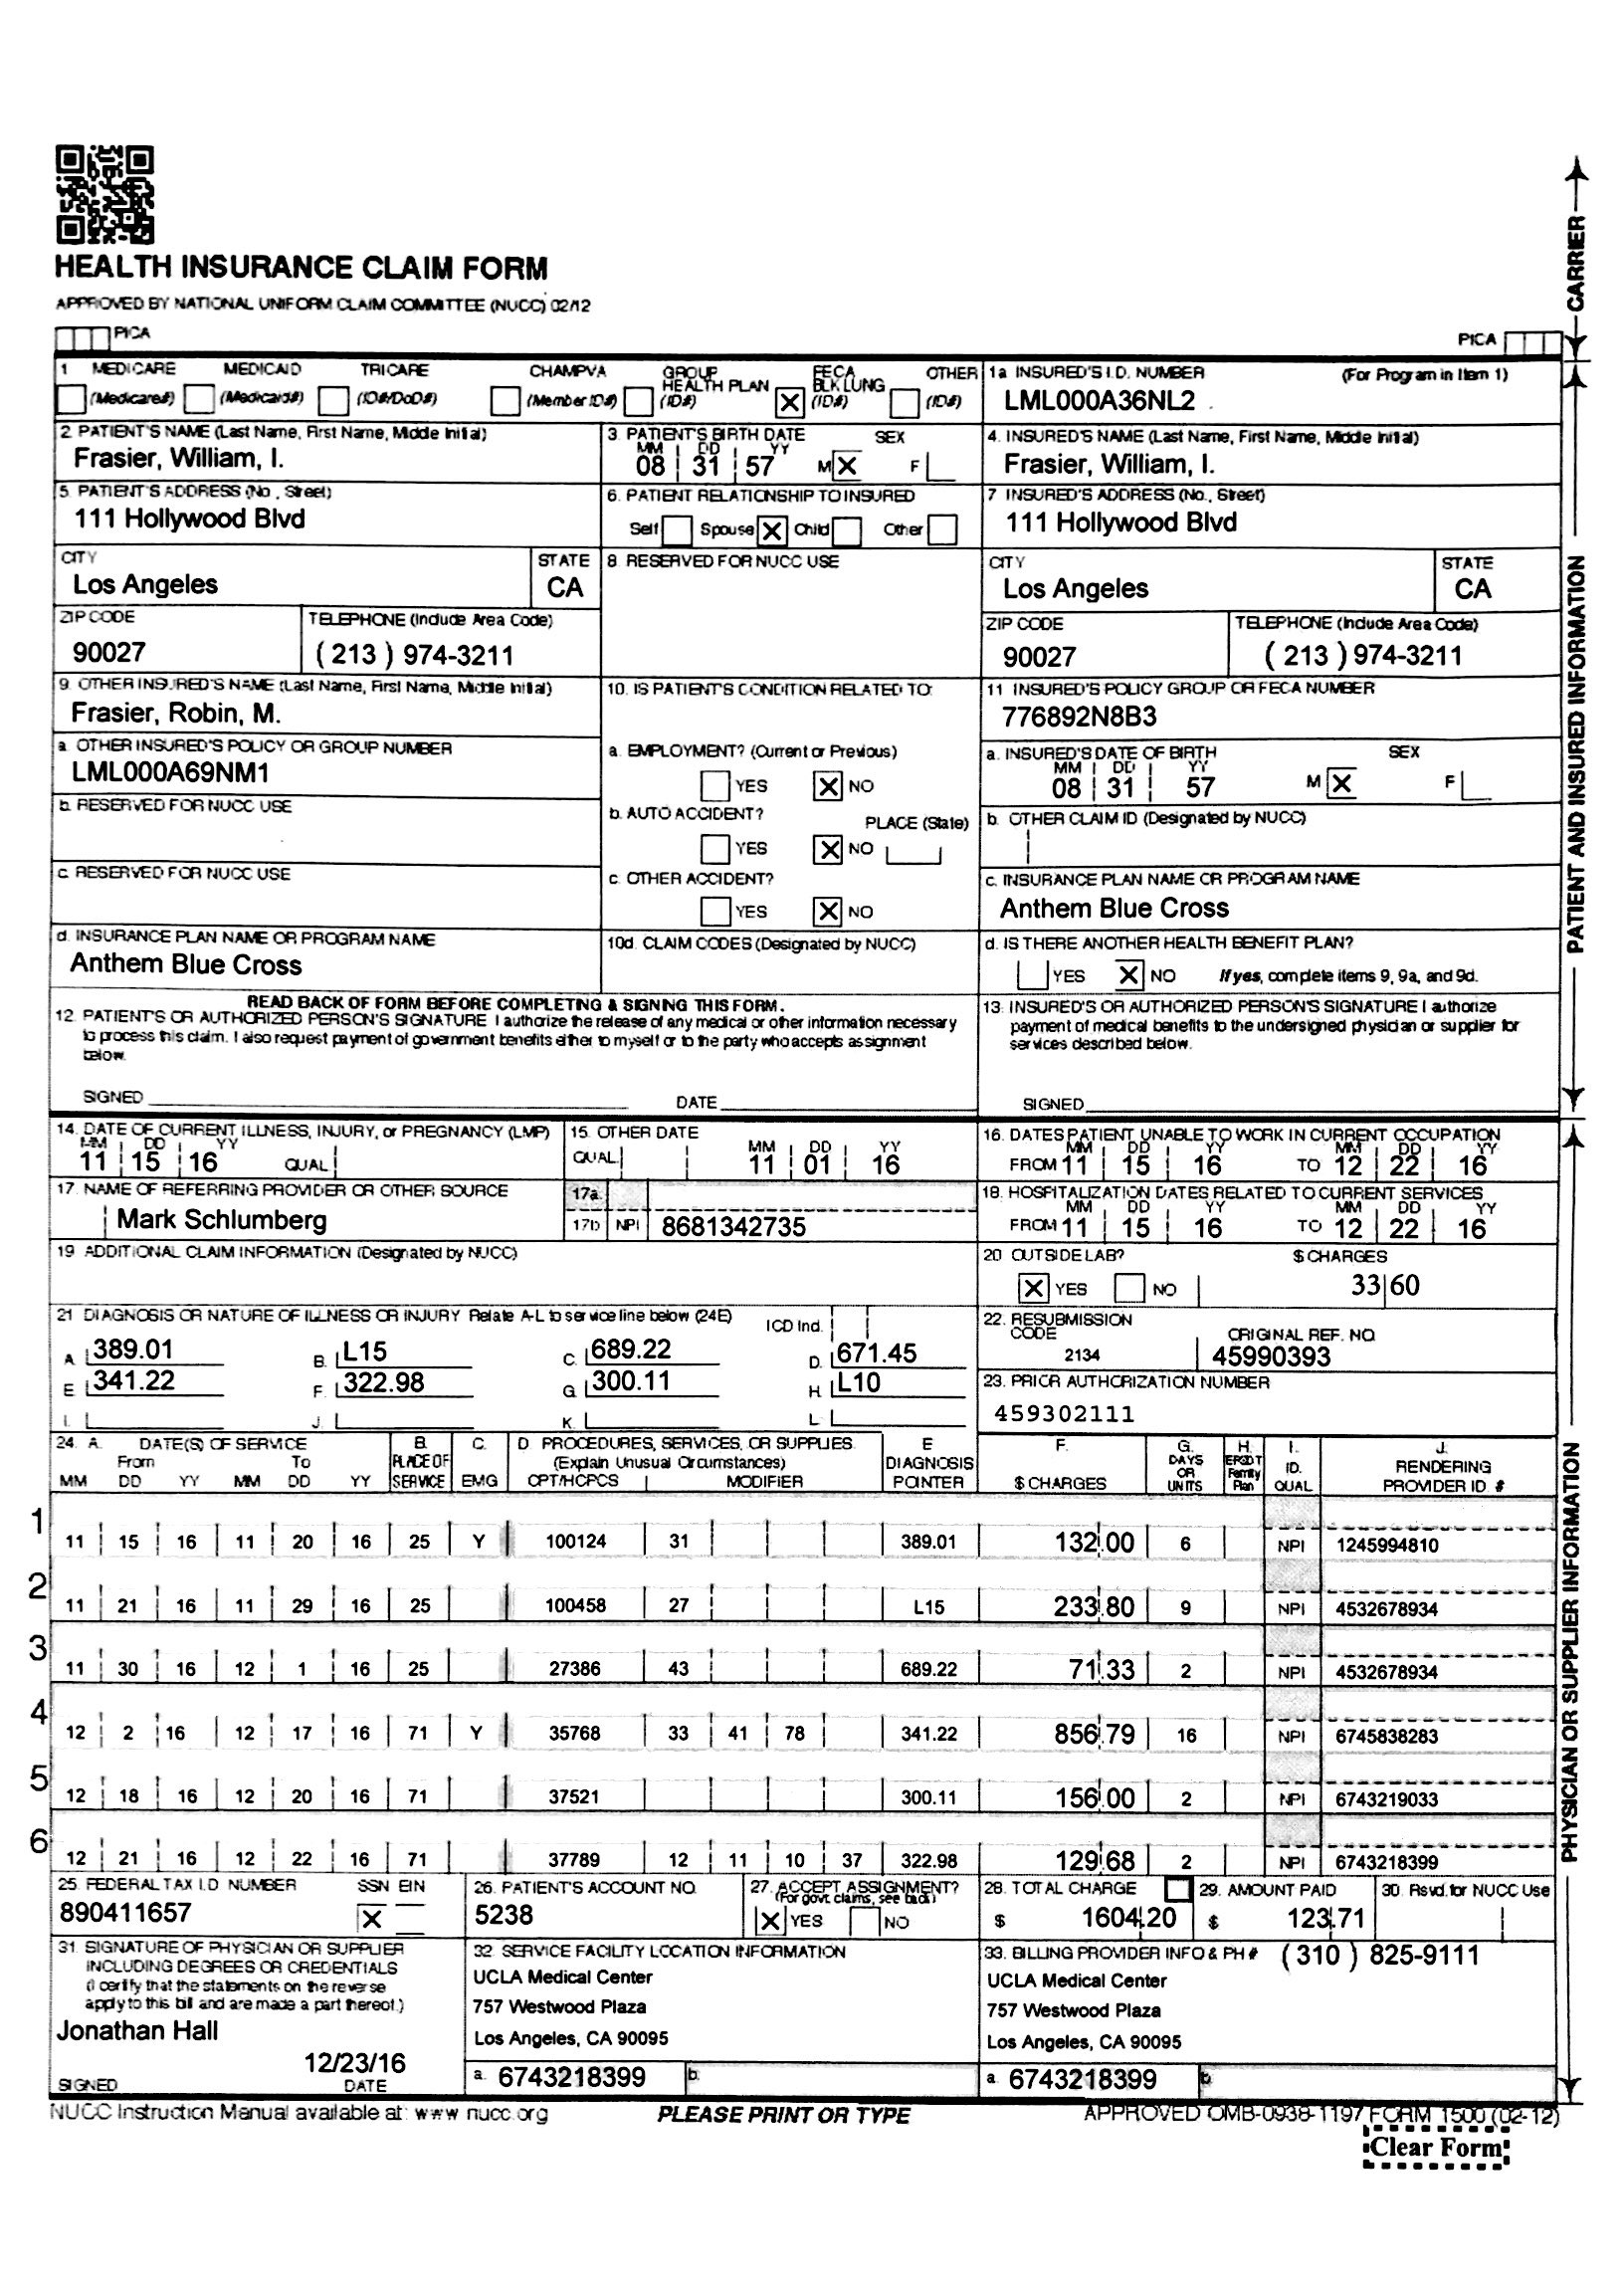 HEALTH INSURANCE CLAIM FORM
APPROVED BY NATIONAL UNIFORM CLAIM COMMITTEE (NUCC) 02/12
PICA PICA
CARRIER
1 MEDICARE MEDICAID TRICARE CHAMPVA GROUP HEALTH PLAN FECA BLK LUNG OTHER
(Medicare#) (Medicaid#) (ID#/DoD#) (Member ID#) (ID#) X (ID#) (ID#)
1a INSURED'S I.D. NUMBER (For Program in Item 1)
LML000A36NL2
2. PATIENT'S NAME (Last Name, First Name, Middle Initial)
Frasier, William, I.
3. PATIENT'S BIRTH DATE SEX
MM DD YY
08 31 57 M X F
4. INSURED'S NAME (Last Name, First Name, Middle Initial)
Frasier, William, I.
5. PATIENT'S ADDRESS (No., Street)
111 Hollywood Blvd
6. PATIENT RELATIONSHIP TO INSURED
Self Spouse X Child Other
7 INSURED'S ADDRESS (No., Street)
111 Hollywood Blvd
CITY STATE
Los Angeles CA
8. RESERVED FOR NUCC USE
CITY STATE
Los Angeles CA
ZIP CODE TELEPHONE (Include Area Code)
90027 ( 213 ) 974-3211
ZIP CODE TELEPHONE (Include Area Code)
90027 ( 213 ) 974-3211
9. OTHER INSURED'S NAME (Last Name, First Name, Middle Initial)
Frasier, Robin, M.
10. IS PATIENT'S CONDITION RELATED TO:
11 INSURED'S POLICY GROUP OR FECA NUMBER
776892N8B3
a. OTHER INSURED'S POLICY OR GROUP NUMBER
LML000A69NM1
a. EMPLOYMENT? (Current or Previous)
YES X NO
a. INSURED'S DATE OF BIRTH SEX
MM DD YY
08 31 57 M X F
b. RESERVED FOR NUCC USE
b. AUTO ACCIDENT? PLACE (State)
YES X NO
b. OTHER CLAIM ID (Designated by NUCC)
c. RESERVED FOR NUCC USE
c. OTHER ACCIDENT?
YES X NO
c. INSURANCE PLAN NAME OR PROGRAM NAME
Anthem Blue Cross
d. INSURANCE PLAN NAME OR PROGRAM NAME
Anthem Blue Cross
10d. CLAIM CODES (Designated by NUCC)
d. IS THERE ANOTHER HEALTH BENEFIT PLAN?
YES X NO If yes, complete items 9, 9a, and 9d.
READ BACK OF FORM BEFORE COMPLETING & SIGNING THIS FORM.
12. PATIENT'S OR AUTHORIZED PERSON'S SIGNATURE I authorize the release of any medical or other information necessary
to process this claim. I also request payment of government benefits either to myself or to the party who accepts assignment
below.
SIGNED DATE
13. INSURED'S OR AUTHORIZED PERSON'S SIGNATURE I authorize
payment of medical benefits to the undersigned physician or supplier for
services described below.
SIGNED
PATIENT AND INSURED INFORMATION
14. DATE OF CURRENT ILLNESS, INJURY, or PREGNANCY (LMP)
MM DD YY
11 15 16 QUAL
15. OTHER DATE
QUAL MM DD YY
11 01 16
16. DATES PATIENT UNABLE TO WORK IN CURRENT OCCUPATION
MM DD YY MM DD YY
FROM 11 15 16 TO 12 22 16
17. NAME OF REFERRING PROVIDER OR OTHER SOURCE
Mark Schlumberg
17a.
17b NPI 8681342735
18. HOSPITALIZATION DATES RELATED TO CURRENT SERVICES
MM DD YY MM DD YY
FROM 11 15 16 TO 12 22 16
19 ADDITIONAL CLAIM INFORMATION (Designated by NUCC)
20 OUTSIDE LAB? $ CHARGES
X YES NO 33 60
21 DIAGNOSIS OR NATURE OF ILLNESS OR INJURY Relate A-L to service line below (24E) ICD Ind.
A. 389.01 B. L15 C. 689.22 D. 671.45
E 341.22 F. 322.98 G. 300.11 H. L10
I. J. K. L.
22. RESUBMISSION CODE ORIGINAL REF. NO.
2134 45990393
23. PRIOR AUTHORIZATION NUMBER
459302111
24. A. DATE(S) OF SERVICE B. C. D. PROCEDURES, SERVICES, OR SUPPLIES E F. G. H. I. J.
From To PLACE OF (Explain Unusual Circumstances) DIAGNOSIS DAYS OR EPSDT Family ID. RENDERING
MM DD YY MM DD YY SERVICE EMG CPT/HCPCS MODIFIER POINTER $ CHARGES UNITS Plan QUAL PROVIDER ID. #
1 11 15 16 11 20 16 25 Y 100124 31 389.01 132.00 6 NPI 1245994810
2 11 21 16 11 29 16 25 100458 27 L15 233.80 9 NPI 4532678934
3 11 30 16 12 1 16 25 27386 43 689.22 71.33 2 NPI 4532678934
4 12 2 16 12 17 16 71 Y 35768 33 41 78 341.22 856.79 16 NPI 6745838283
5 12 18 16 12 20 16 71 37521 300.11 156.00 2 NPI 6743219033
6 12 21 16 12 22 16 71 37789 12 11 10 37 322.98 129.68 2 NPI 6743218399
25. FEDERAL TAX I.D NUMBER SSN EIN
890411657 X
26. PATIENT'S ACCOUNT NO.
5238
27. ACCEPT ASSIGNMENT?
(For govt. claims, see back)
X YES NO
28. TOTAL CHARGE
$ 1604.20
29. AMOUNT PAID
$ 123.71
30. Rsvd. for NUCC Use
31. SIGNATURE OF PHYSICIAN OR SUPPLIER
INCLUDING DEGREES OR CREDENTIALS
(I certify that the statements on the reverse
apply to this bill and are made a part thereof.)
Jonathan Hall
12/23/16
SIGNED DATE
32. SERVICE FACILITY LOCATION INFORMATION
UCLA Medical Center
757 Westwood Plaza
Los Angeles, CA 90095
a. 6743218399 b.
33. BILLING PROVIDER INFO & PH # ( 310 ) 825-9111
UCLA Medical Center
757 Westwood Plaza
Los Angeles, CA 90095
a. 6743218399 b.
PHYSICIAN OR SUPPLIER INFORMATION
NUCC Instruction Manual available at: www nucc.org PLEASE PRINT OR TYPE APPROVED OMB-0938-1197 FORM 1500 (02-12)
Clear Form